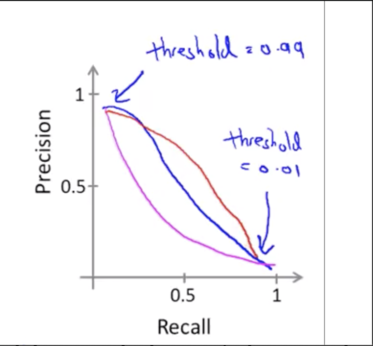 threshold = 0.99
1
Precision
threshold
= 0.01
0.5
0.5
1
Recall